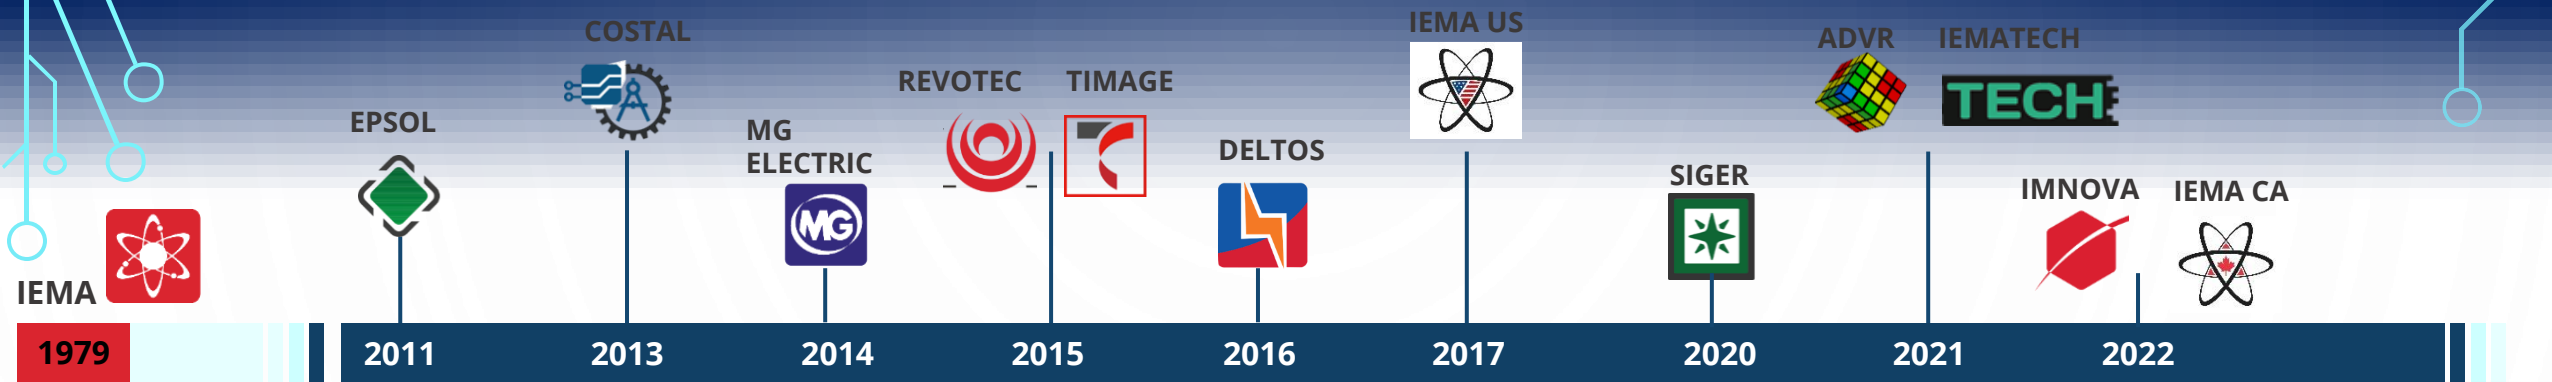 IEMA
1979
EPSOL
2011
COSTAL
2013
MG
ELECTRIC
MG
2014
REVOTEC
TIMAGE
2015
DELTOS
2016
IEMA US
2017
SIGER
2020
ADVR
IEMATECH
TECH
2021
IMNOVA
IEMA CA
2022